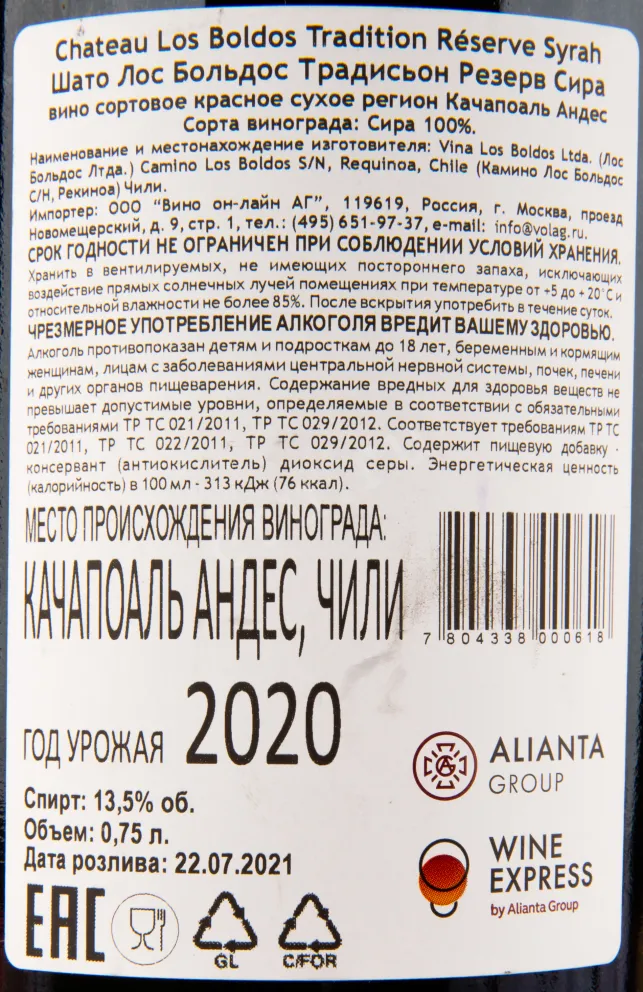 Chateau Los Boldos Tradition Réserve Syrah
Шато Лос Больдос Традисьон Резерв Сира
вино сортовое красное сухое регион Качапоаль Андес
Сорта винограда: Сира 100%.
Наименование и местонахождение изготовителя: Vina Los Boldos Ltda. (Лос
Больдос Лтда.) Camino Los Boldos S/N, Requinoa, Chile (Камино Лос Больдос
С/Н, Рекиноа) Чили.
Импортер: ООО "Вино он-лайн АГ", 119619, Россия, г. Москва, проезд
Новомещерский, д. 9, стр. 1, тел.: (495) 651-97-37, e-mail: info@volag.ru.
СРОК ГОДНОСТИ НЕ ОГРАНИЧЕН ПРИ СОБЛЮДЕНИИ УСЛОВИЙ ХРАНЕНИЯ.
Хранить в вентилируемых, не имеющих постороннего запаха, исключающих
воздействие прямых солнечных лучей помещениях при температуре от +5 до + 20°С и
относительной влажности не более 85%. После вскрытия употребить в течение суток.
ЧРЕЗМЕРНОЕ УПОТРЕБЛЕНИЕ АЛКОГОЛЯ ВРЕДИТ ВАШЕМУ ЗДОРОВЬЮ.
Алкоголь противопоказан детям и подросткам до 18 лет, беременным и кормящим
женщинам, лицам с заболеваниями центральной нервной системы, почек, печени
и других органов пищеварения. Содержание вредных для здоровья веществ не
превышает допустимые уровни, определяемые в соответствии с обязательными
требованиями ТР ТС 021/2011, ТР ТС 029/2012. Соответствует требованиям ТР ТС
021/2011, ТР ТС 022/2011, ТР ТС 029/2012. Содержит пищевую добавку -
консервант (антиокислитель) диоксид серы. Энергетическая ценность
(калорийность) в 100 мл - 313 кДж (76 ккал).
МЕСТО ПРОИСХОЖДЕНИЯ ВИНОГРАДА:
КАЧАПОАЛЬ АНДЕС, ЧИЛИ
7 804338 000618
ГОД УРОЖАЯ 2020
ALIANTA
GROUP
Спирт: 13,5% об.
Объем: 0,75 л.
Дата розлива: 22.07.2021
WINE
EXPRESS
by Alianta Group
EAC
GL
C/FOR